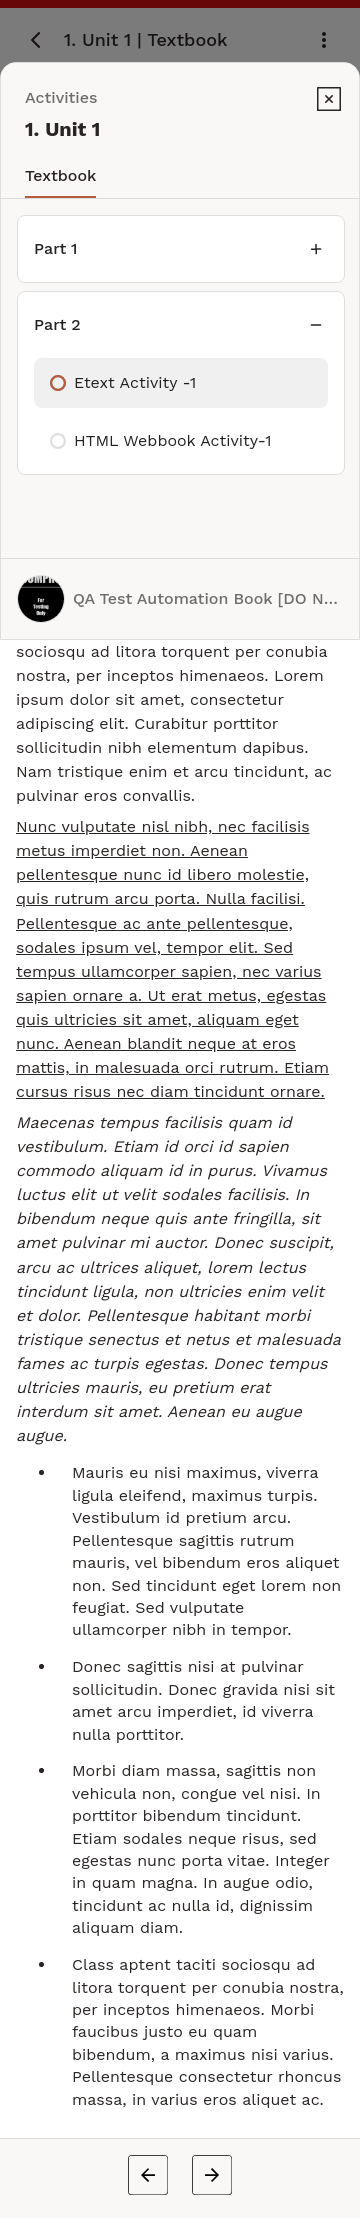 1. Unit 1 | Textbook
Activities
1. Unit 1
Textbook
Part 1
Part 2
Etext Activity -1
HTML Webbook Activity-1
For
Testing
Only
QA Test Automation Book [DO N...
sociosqu ad litora torquent per conubia
nostra, per inceptos himenaeos. Lorem
ipsum dolor sit amet, consectetur
adipiscing elit. Curabitur porttitor
sollicitudin nibh elementum dapibus.
Nam tristique enim et arcu tincidunt, ac
pulvinar eros convallis.
Nunc vulputate nisl nibh, nec facilisis
metus imperdiet non. Aenean
pellentesque nunc id libero molestie,
quis rutrum arcu porta. Nulla facilisi.
Pellentesque ac ante pellentesque,
sodales ipsum vel, tempor elit. Sed
tempus ullamcorper sapien, nec varius
sapien ornare a. Ut erat metus, egestas
quis ultricies sit amet, aliquam eget
nunc. Aenean blandit neque at eros
mattis, in malesuada orci rutrum. Etiam
cursus risus nec diam tincidunt ornare.
Maecenas tempus facilisis quam id
vestibulum. Etiam id orci id sapien
commodo aliquam id in purus. Vivamus
luctus elit ut velit sodales facilisis. In
bibendum neque quis ante fringilla, sit
amet pulvinar mi auctor. Donec suscipit,
arcu ac ultrices aliquet, lorem lectus
tincidunt ligula, non ultricies enim velit
et dolor. Pellentesque habitant morbi
tristique senectus et netus et malesuada
fames ac turpis egestas. Donec tempus
ultricies mauris, eu pretium erat
interdum sit amet. Aenean eu augue
augue.
• Mauris eu nisi maximus, viverra
ligula eleifend, maximus turpis.
Vestibulum id pretium arcu.
Pellentesque sagittis rutrum
mauris, vel bibendum eros aliquet
non. Sed tincidunt eget lorem non
feugiat. Sed vulputate
ullamcorper nibh in tempor.
• Donec sagittis nisi at pulvinar
sollicitudin. Donec gravida nisi sit
amet arcu imperdiet, id viverra
nulla porttitor.
• Morbi diam massa, sagittis non
vehicula non, congue vel nisi. In
porttitor bibendum tincidunt.
Etiam sodales neque risus, sed
egestas nunc porta vitae. Integer
in quam magna. In augue odio,
tincidunt ac nulla id, dignissim
aliquam diam.
• Class aptent taciti sociosqu ad
litora torquent per conubia nostra,
per inceptos himenaeos. Morbi
faucibus justo eu quam
bibendum, a maximus nisi varius.
Pellentesque consectetur rhoncus
massa, in varius eros aliquet ac.